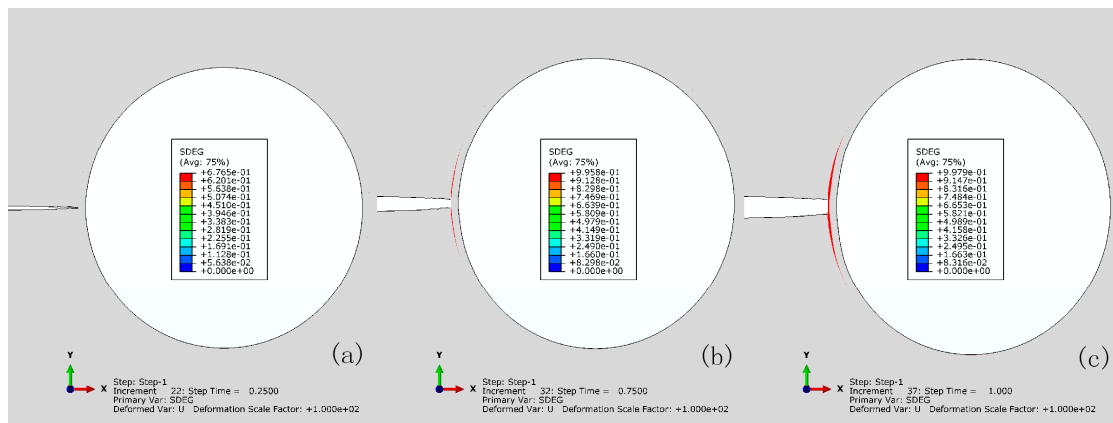 SDEG
(Avg: 75%)
+6.765e-01
+6.201e-01
+5.638e-01
+5.074e-01
+4.510e-01
+3.946e-01
+3.383e-01
+2.819e-01
+2.255e-01
+1.691e-01
+1.128e-01
+5.638e-02
+0.000e+00
(a)
Y
X
Step: Step-1
Increment 22: Step Time = 0.2500
Primary Var: SDEG
Deformed Var: U Deformation Scale Factor: +1.000e+02
SDEG
(Avg: 75%)
+9.958e-01
+9.128e-01
+8.298e-01
+7.469e-01
+6.639e-01
+5.809e-01
+4.979e-01
+4.149e-01
+3.319e-01
+2.490e-01
+1.660e-01
+8.298e-02
+0.000e+00
(b)
Y
X
Step: Step-1
Increment 32: Step Time = 0.7500
Primary Var: SDEG
Deformed Var: U Deformation Scale Factor: +1.000e+02
SDEG
(Avg: 75%)
+9.979e-01
+9.147e-01
+8.316e-01
+7.484e-01
+6.653e-01
+5.821e-01
+4.989e-01
+4.158e-01
+3.326e-01
+2.495e-01
+1.663e-01
+8.316e-02
+0.000e+00
(c)
Y
X
Step: Step-1
Increment 37: Step Time = 1.000
Primary Var: SDEG
Deformed Var: U Deformation Scale Factor: +1.000e+02